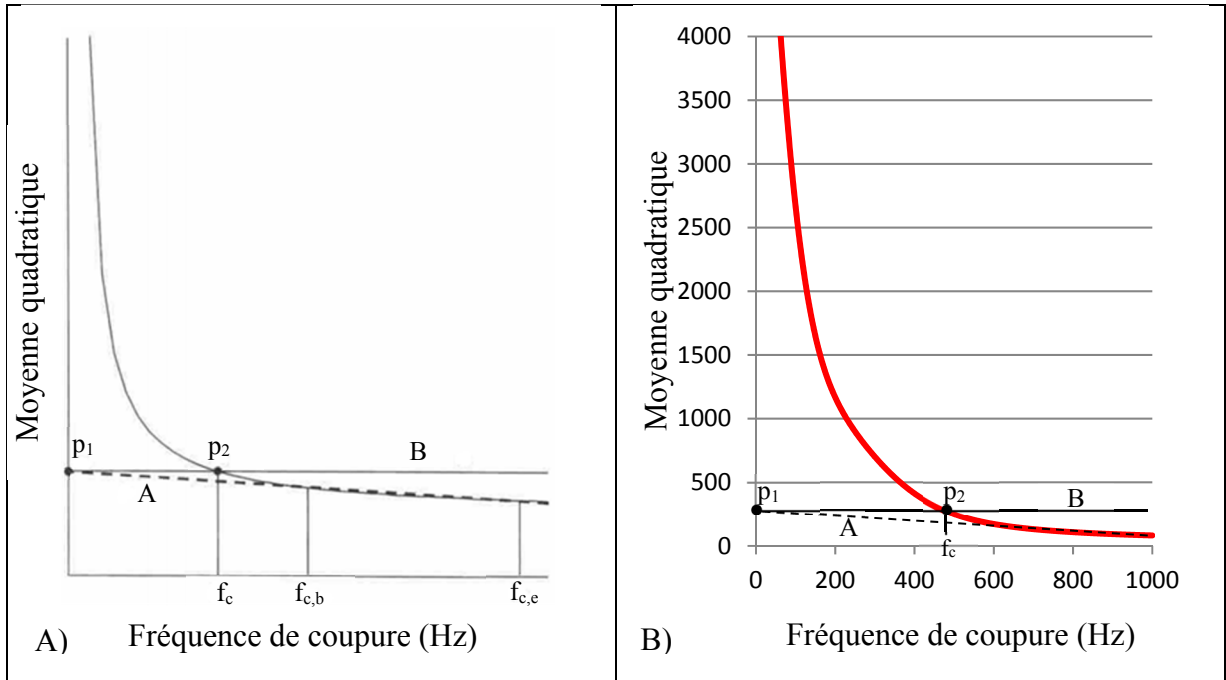 Moyenne quadratique
p1
p2
B
A
fc
fc,b
fc,e
A)
Fréquence de coupure (Hz)
4000
3500
3000
2500
2000
1500
1000
500
0
Moyenne quadratique
p1
p2
B
A
fc
0 200 400 600 800 1000
B)
Fréquence de coupure (Hz)